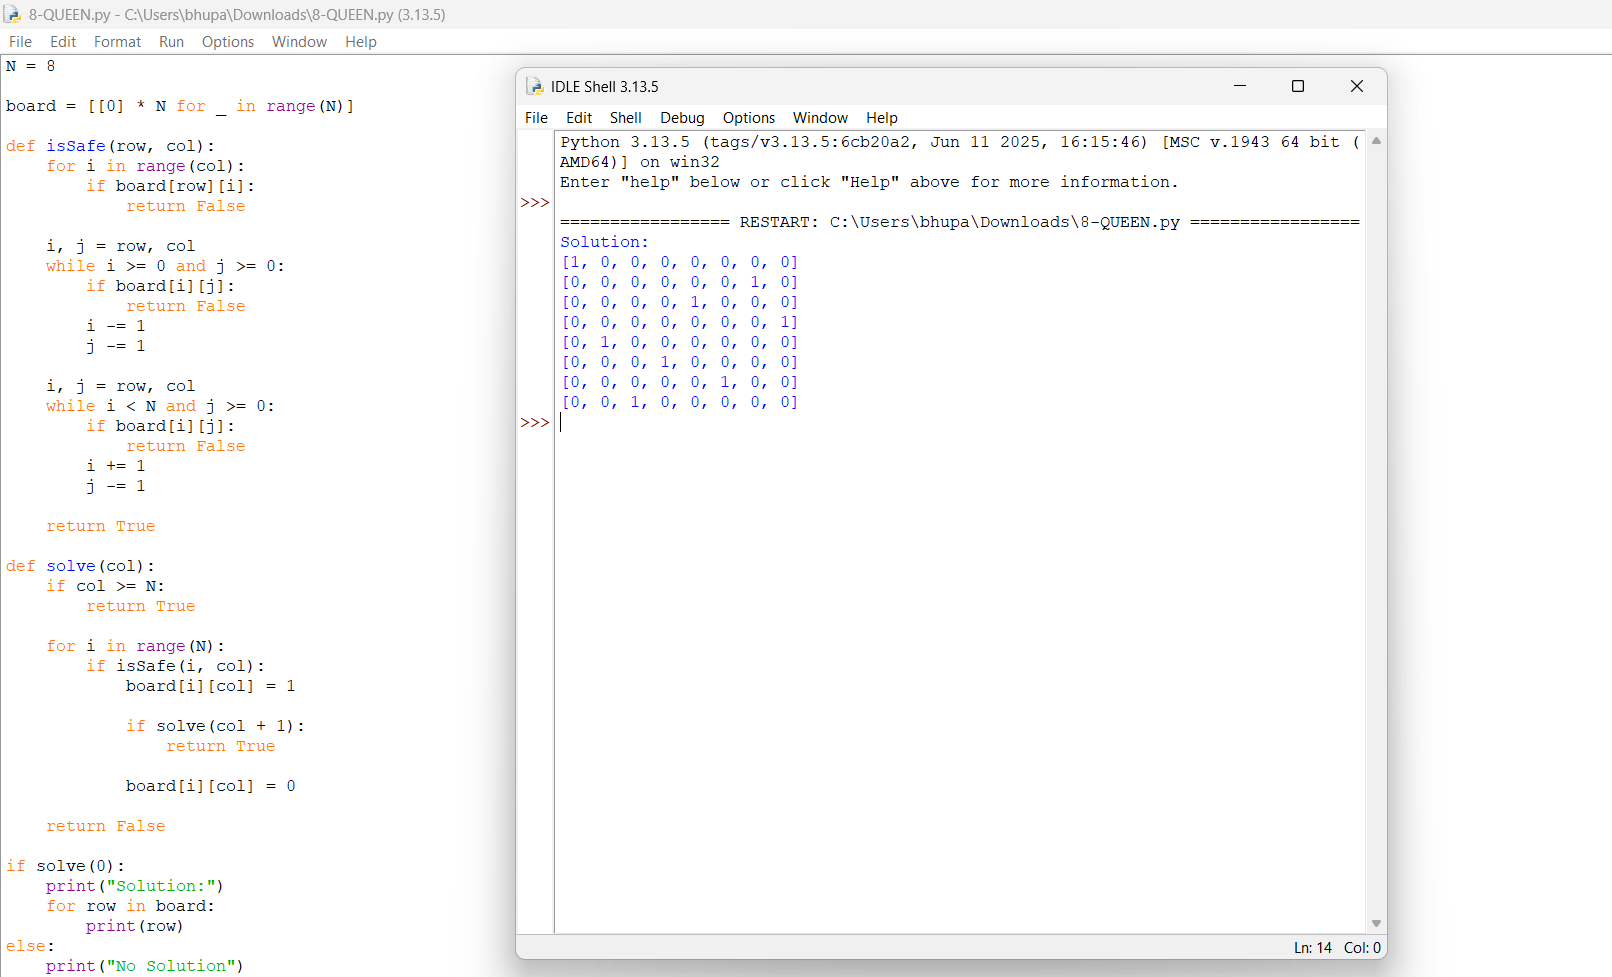 8-QUEEN.py - C:\Users\bhupa\Downloads\8-QUEEN.py (3.13.5)
File Edit Format Run Options Window Help
N = 8

board = [[0] * N for _ in range(N)]

def isSafe(row, col):
    for i in range(col):
        if board[row][i]:
            return False

    i, j = row, col
    while i >= 0 and j >= 0:
        if board[i][j]:
            return False
        i -= 1
        j -= 1

    i, j = row, col
    while i < N and j >= 0:
        if board[i][j]:
            return False
        i += 1
        j -= 1

    return True

def solve(col):
    if col >= N:
        return True

    for i in range(N):
        if isSafe(i, col):
            board[i][col] = 1

            if solve(col + 1):
                return True

            board[i][col] = 0

    return False

if solve(0):
    print("Solution:")
    for row in board:
        print(row)
else:
    print("No Solution")
IDLE Shell 3.13.5
File Edit Shell Debug Options Window Help
Python 3.13.5 (tags/v3.13.5:6cb20a2, Jun 11 2025, 16:15:46) [MSC v.1943 64 bit (
AMD64)] on win32
Enter "help" below or click "Help" above for more information.
>>>
================= RESTART: C:\Users\bhupa\Downloads\8-QUEEN.py =================
Solution:
[1, 0, 0, 0, 0, 0, 0, 0]
[0, 0, 0, 0, 0, 0, 1, 0]
[0, 0, 0, 0, 1, 0, 0, 0]
[0, 0, 0, 0, 0, 0, 0, 1]
[0, 1, 0, 0, 0, 0, 0, 0]
[0, 0, 0, 1, 0, 0, 0, 0]
[0, 0, 0, 0, 0, 1, 0, 0]
[0, 0, 1, 0, 0, 0, 0, 0]
>>>
Ln: 14 Col: 0